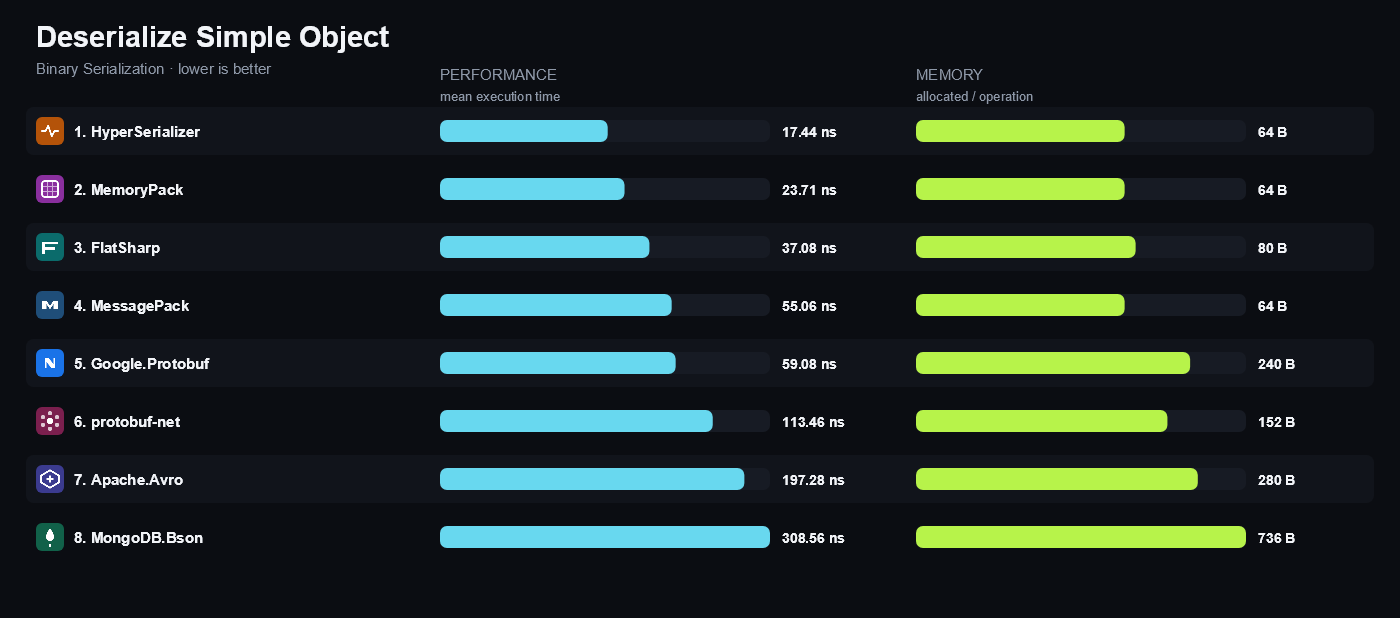 Deserialize Simple Object
Binary Serialization · lower is better
PERFORMANCE
mean execution time
MEMORY
allocated / operation
1. HyperSerializer 17.44 ns 64 B
2. MemoryPack 23.71 ns 64 B
F 3. FlatSharp 37.08 ns 80 B
M 4. MessagePack 55.06 ns 64 B
N 5. Google.Protobuf 59.08 ns 240 B
6. protobuf-net 113.46 ns 152 B
7. Apache.Avro 197.28 ns 280 B
8. MongoDB.Bson 308.56 ns 736 B